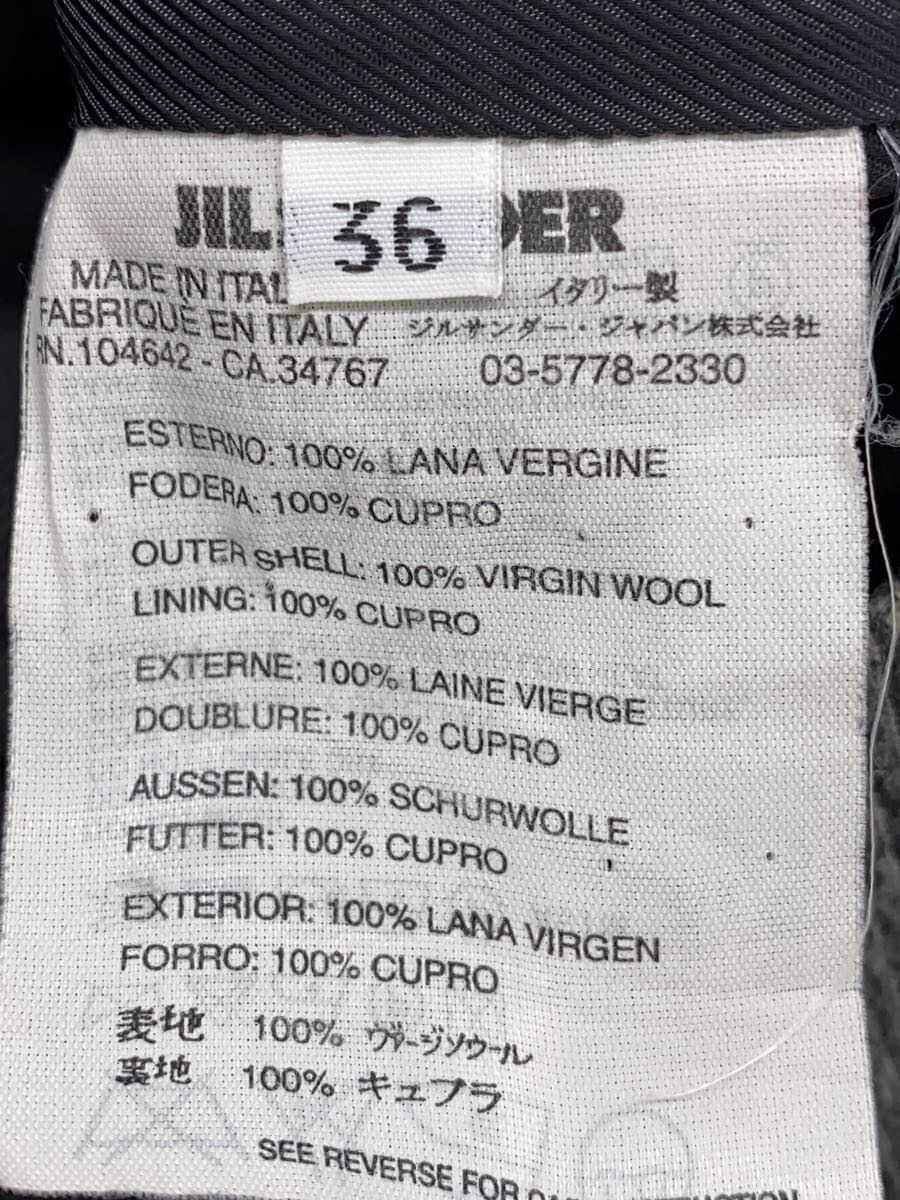 JIL
DER
36
MADE IN ITAL
イタリー製
FABRIQUE EN ITALY
ジルサンダー・ジャパン株式会社
RN.104642 - CA.34767
03-5778-2330
ESTERNO: 100% LANA VERGINE
FODERA: 100% CUPRO
OUTER SHELL: 100% VIRGIN WOOL
LINING: 100% CUPRO
EXTERNE: 100% LAINE VIERGE
DOUBLURE: 100% CUPRO
AUSSEN: 100% SCHURWOLLE
FUTTER: 100% CUPRO
EXTERIOR: 100% LANA VIRGEN
FORRO: 100% CUPRO
表地 100% ヴァージンウール
裏地 100% キュプラ
SEE REVERSE FOR